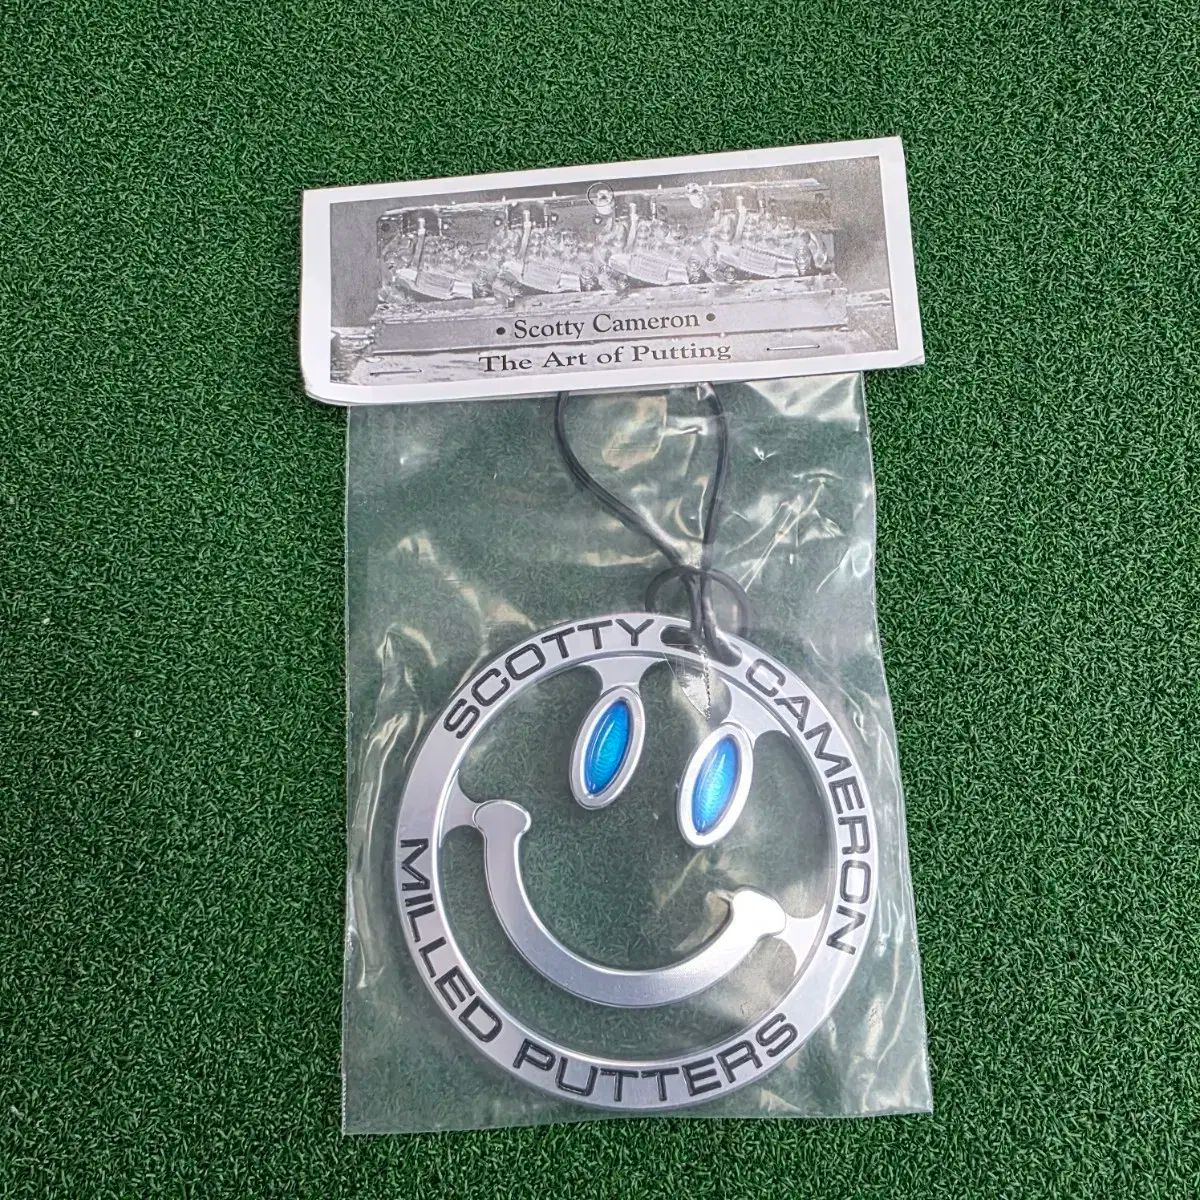 • Scotty Cameron •
The Art of Putting
SCOTTY CAMERON
MILLED PUTTERS